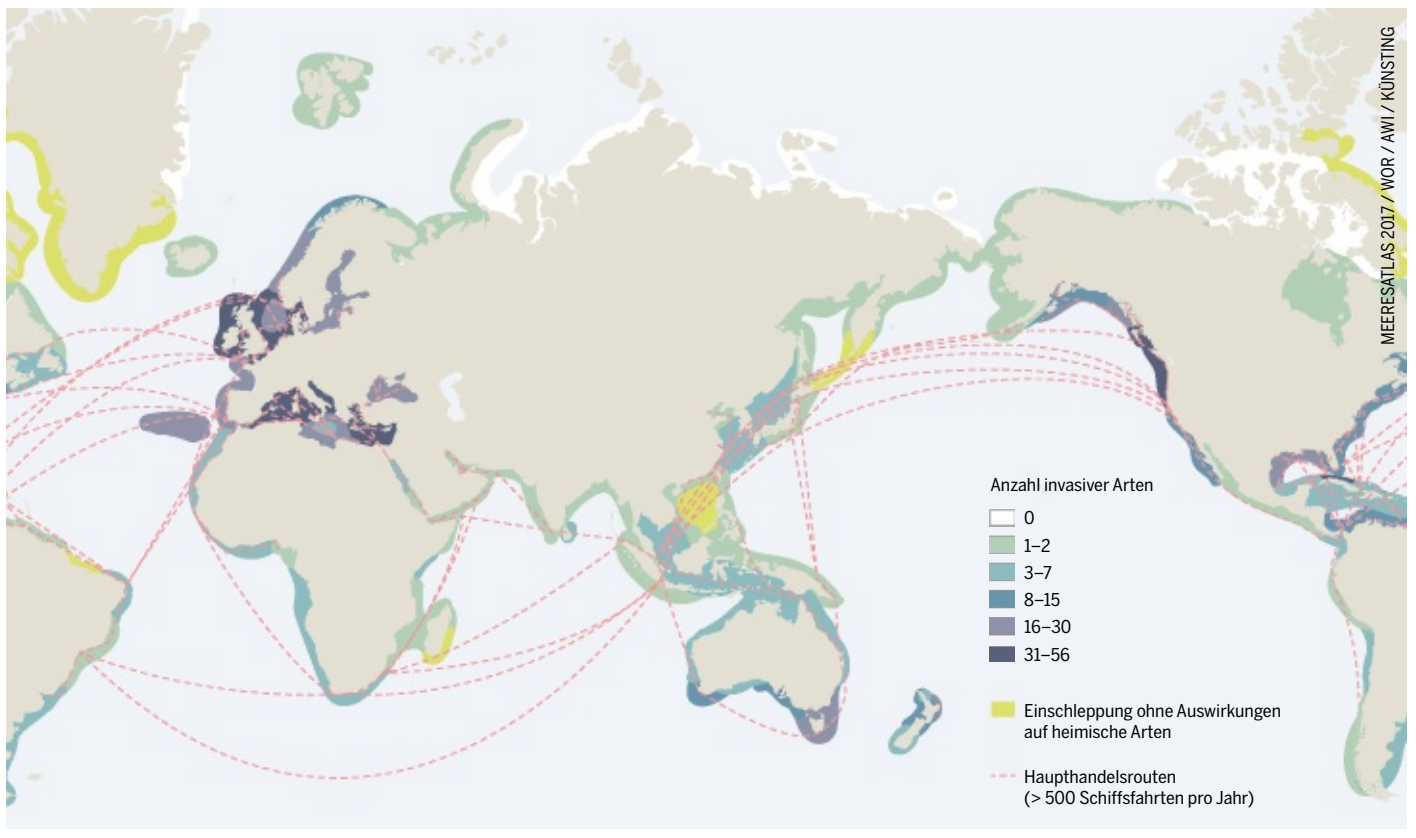 MEERESATLAS 2017 / WOR / AWI / KÜNSTING
Anzahl invasiver Arten
0
1–2
3–7
8–15
16–30
31–56
Einschleppung ohne Auswirkungen
auf heimische Arten
Haupthandelsrouten
(> 500 Schiffsfahrten pro Jahr)